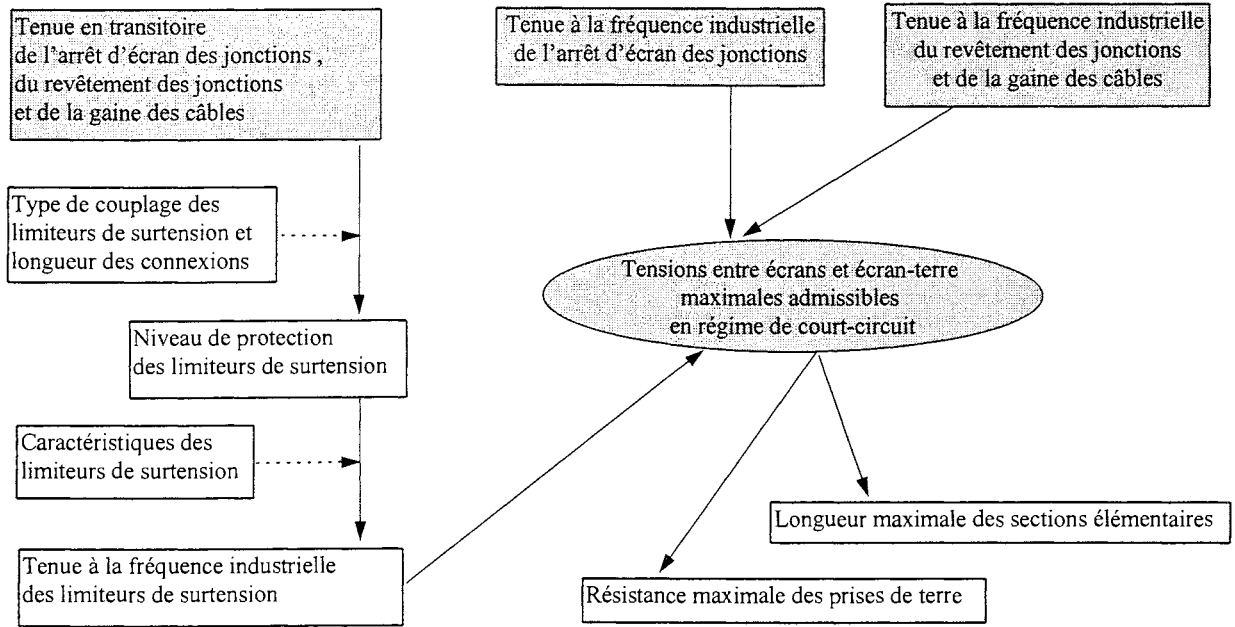 Tenue en transitoire
de l'arrêt d'écran des jonctions ,
du revêtement des jonctions
et de la gaine des câbles
Tenue à la fréquence industrielle
de l'arrêt d'écran des jonctions
Tenue à la fréquence industrielle
du revêtement des jonctions
et de la gaine des câbles
Type de couplage des
limiteurs de surtension et
longueur des connexions
Tensions entre écrans et écran-terre
maximales admissibles
en régime de court-circuit
Niveau de protection
des limiteurs de surtension
Caractéristiques des
limiteurs de surtension
Longueur maximale des sections élémentaires
Tenue à la fréquence industrielle
des limiteurs de surtension
Résistance maximale des prises de terre